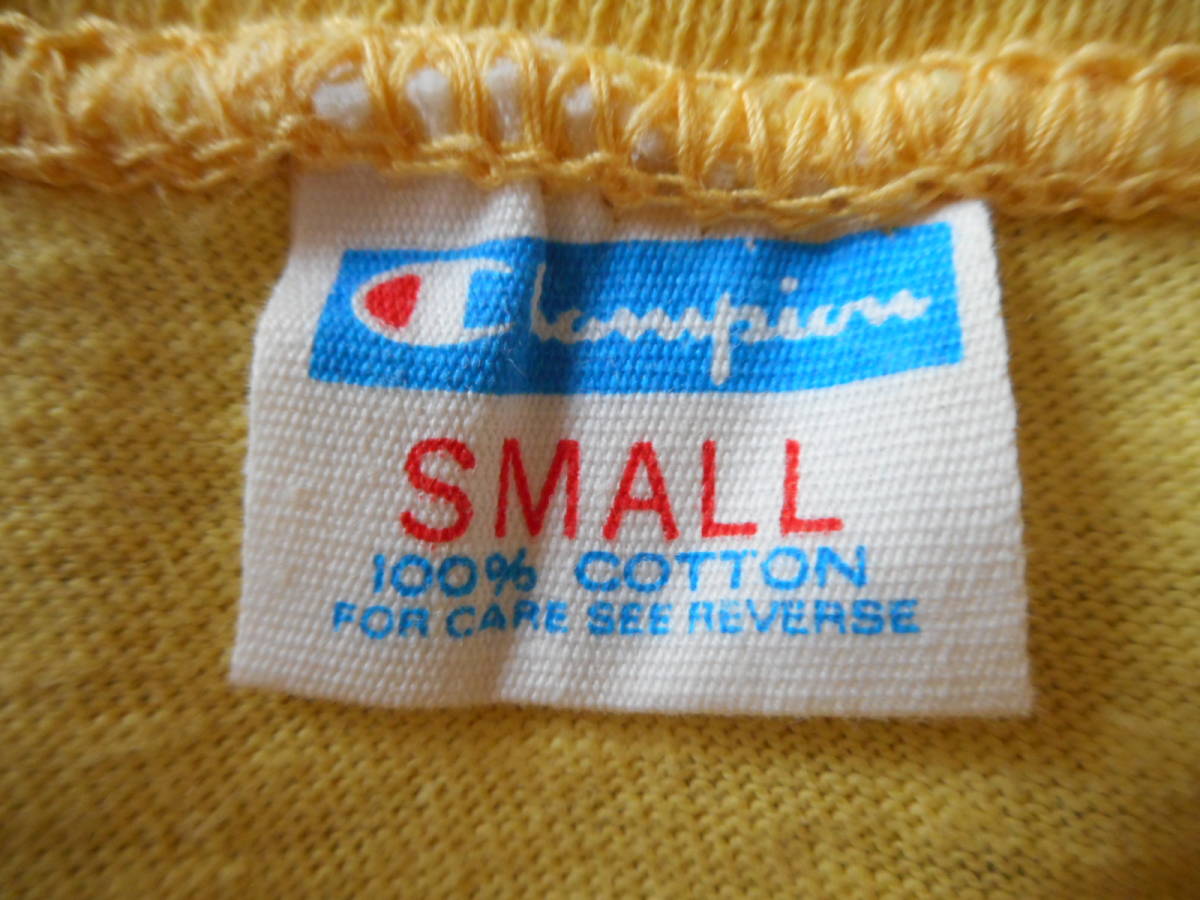 Champion
SMALL
100% COTTON
FOR CARE SEE REVERSE